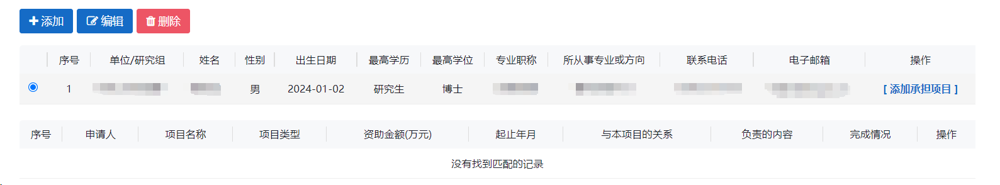 添加 编辑 删除
序号 单位/研究组 姓名 性别 出生日期 最高学历 最高学位 专业职称 所从事专业或方向 联系电话 电子邮箱 操作
1 男 2024-01-02 研究生 博士 [ 添加承担项目 ]
序号 申请人 项目名称 项目类型 资助金额(万元) 起止年月 与本项目的关系 负责的内容 完成情况 操作
没有找到匹配的记录